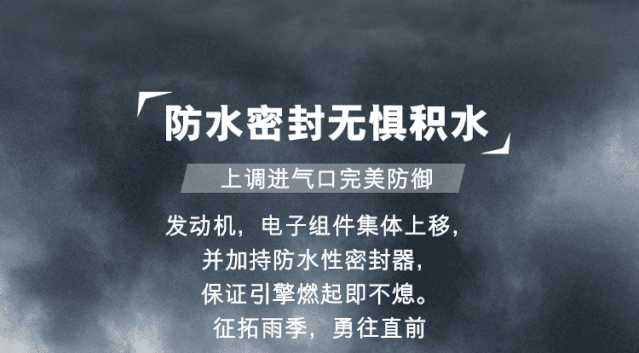 防水密封无惧积水
上调进气口完美防御
发动机，电子组件集体上移，
并加持防水性密封器，
保证引擎燃起即不熄。
征拓雨季，勇往直前